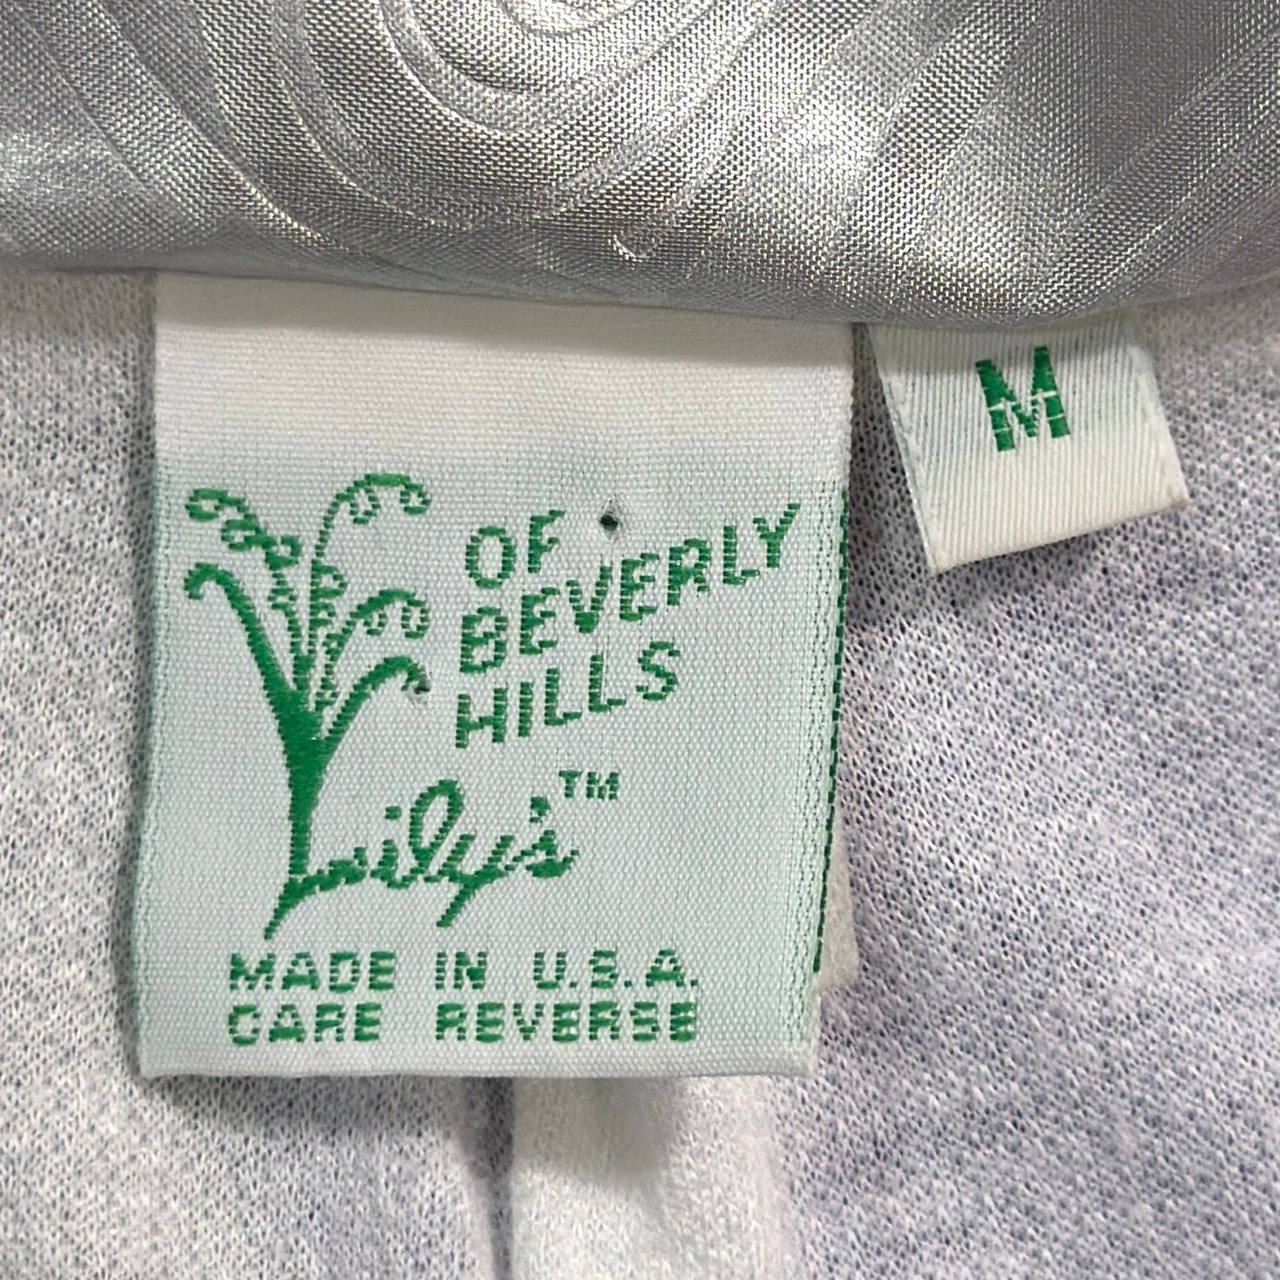 OF
BEVERLY
HILLS
Lily's™
MADE IN U.S.A.
CARE REVERSE
M